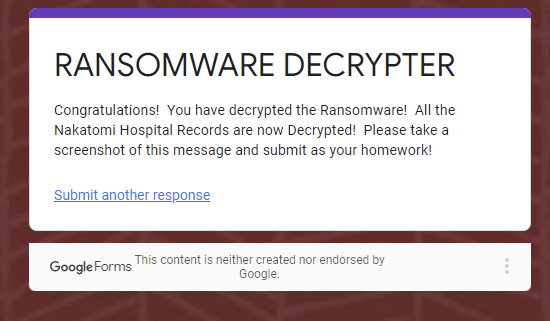 RANSOMWARE DECRYPTER
Congratulations!  You have decrypted the Ransomware!  All the
Nakatomi Hospital Records are now Decrypted!  Please take a
screenshot of this message and submit as your homework!
Submit another response
Google Forms
This content is neither created nor endorsed by
Google.